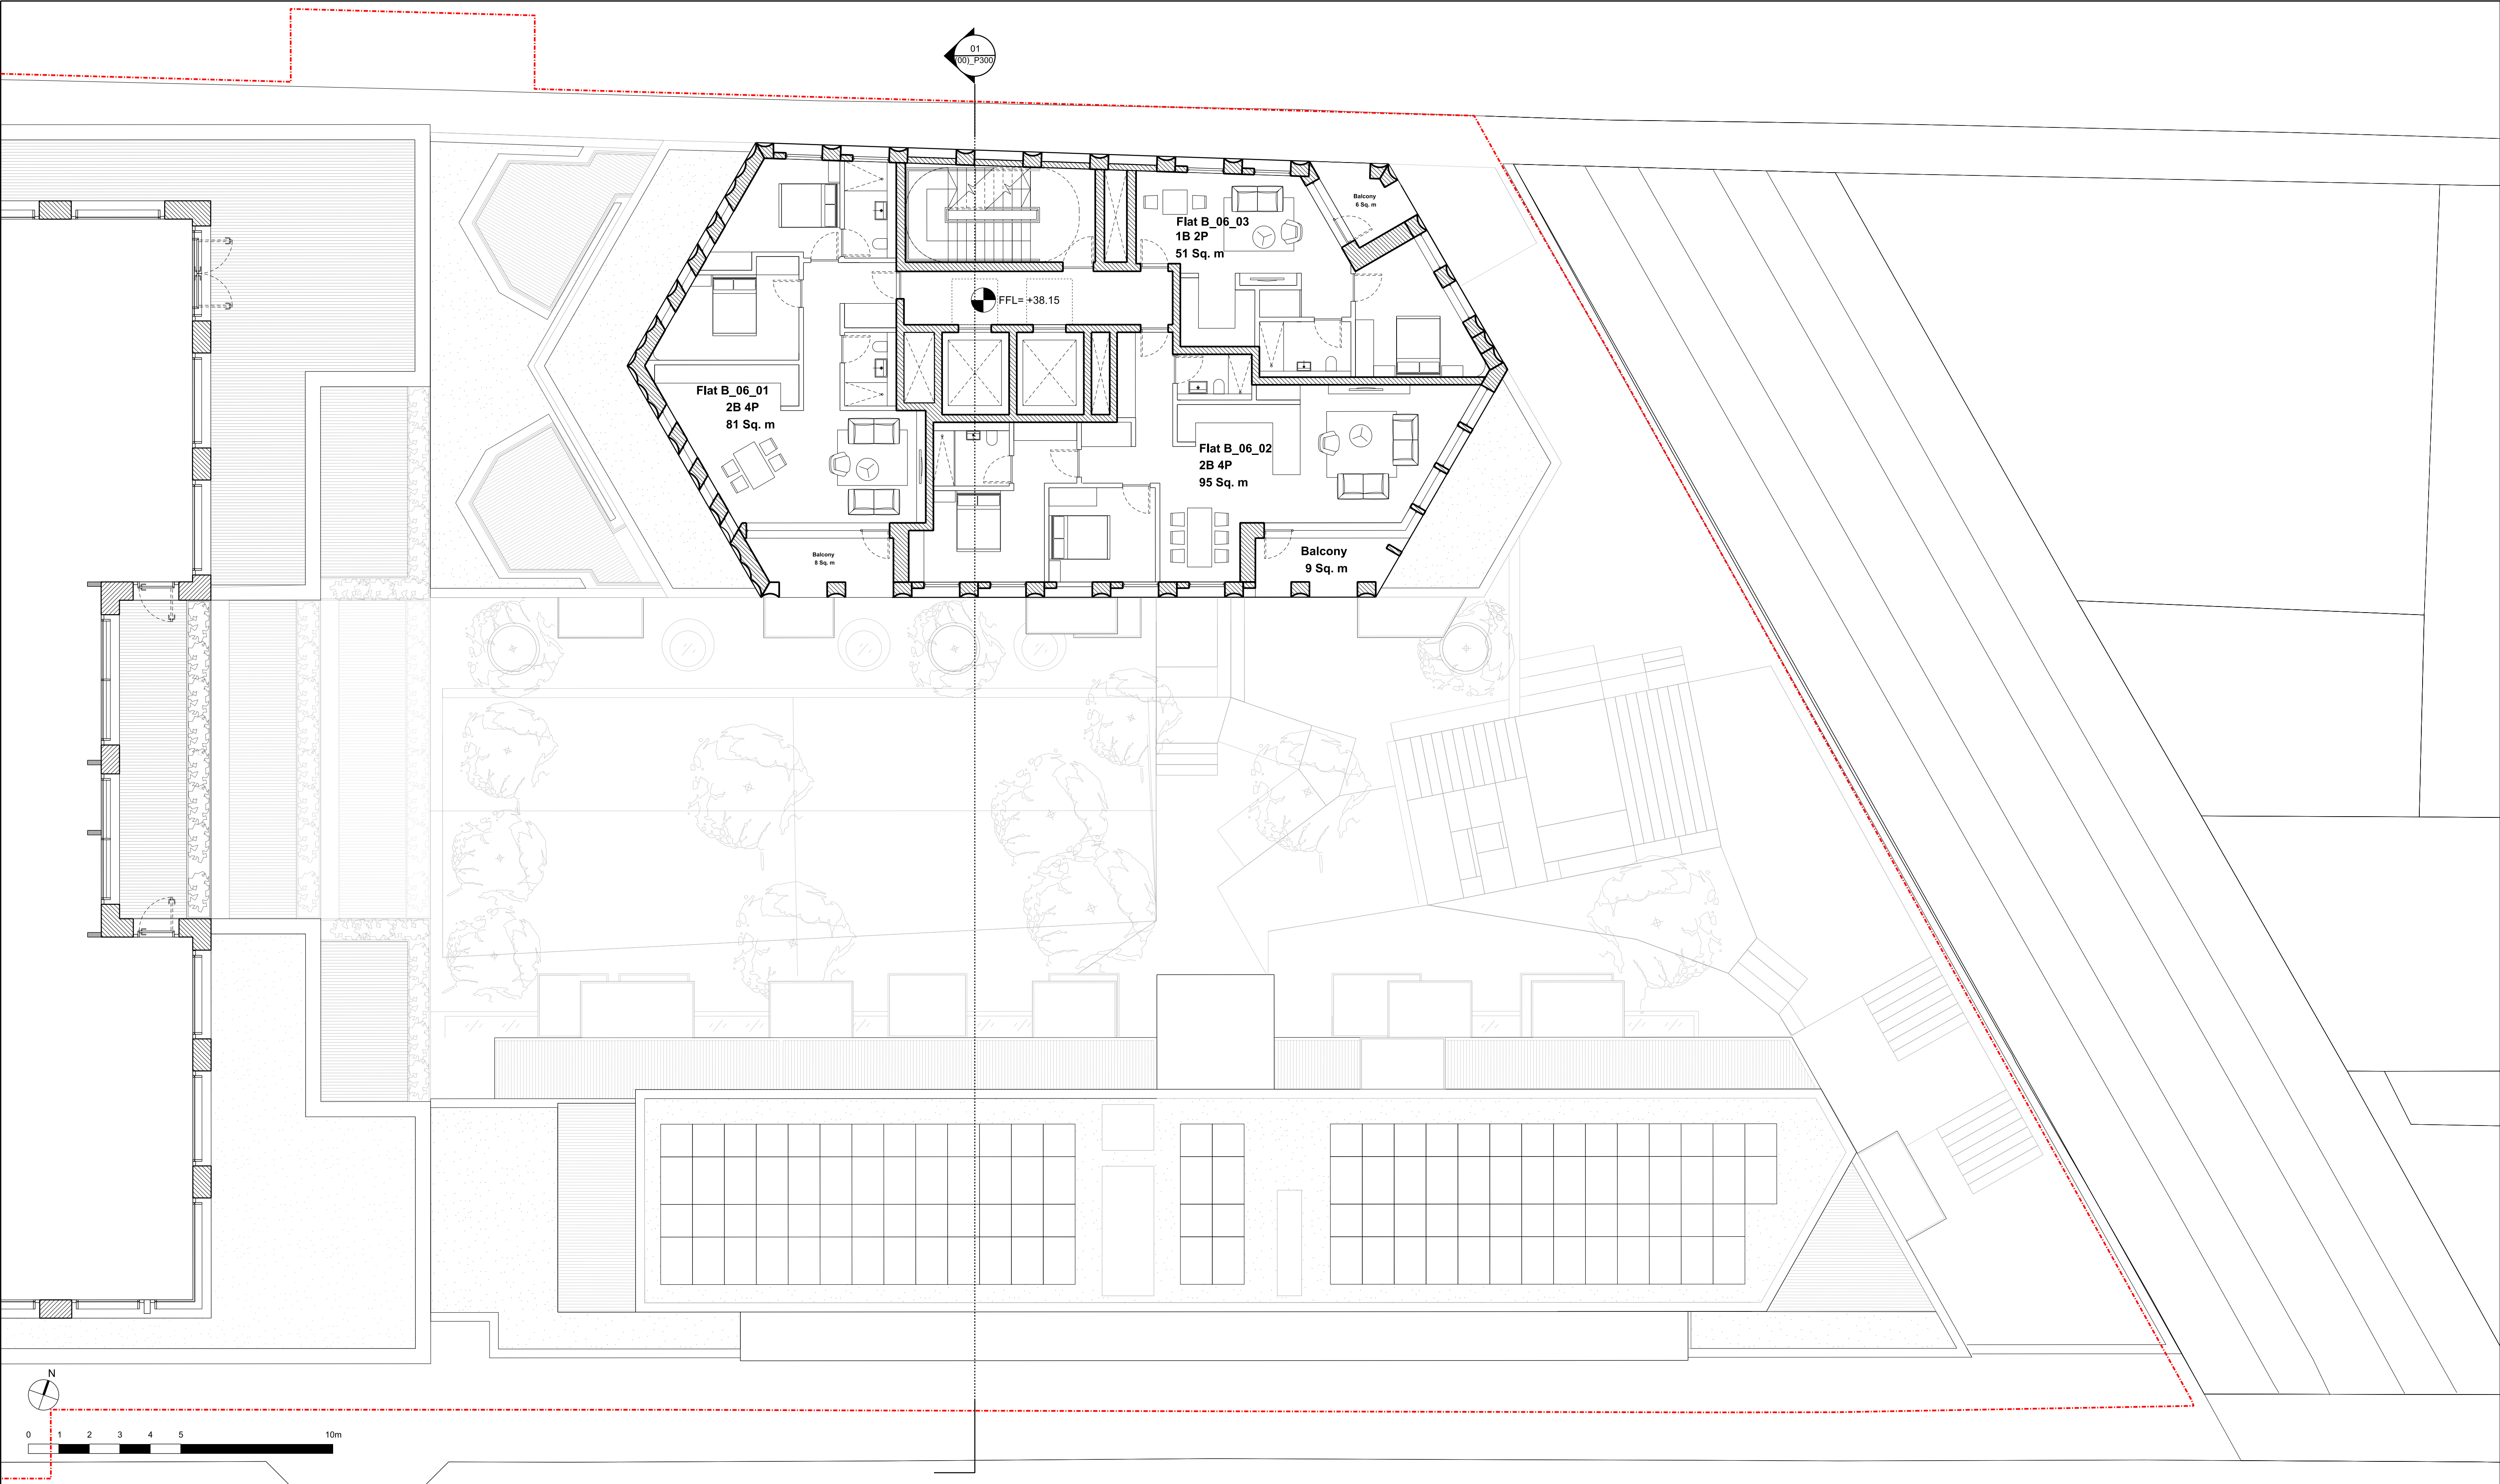 01
(00)_P300
Balcony
6 Sq. m
Flat B_06_03
1B 2P
51 Sq. m
FFL= +38.15
Flat B_06_01
2B 4P
81 Sq. m
Flat B_06_02
2B 4P
95 Sq. m
Balcony
8 Sq. m
Balcony
9 Sq. m
N
0 1 2 3 4 5 10m